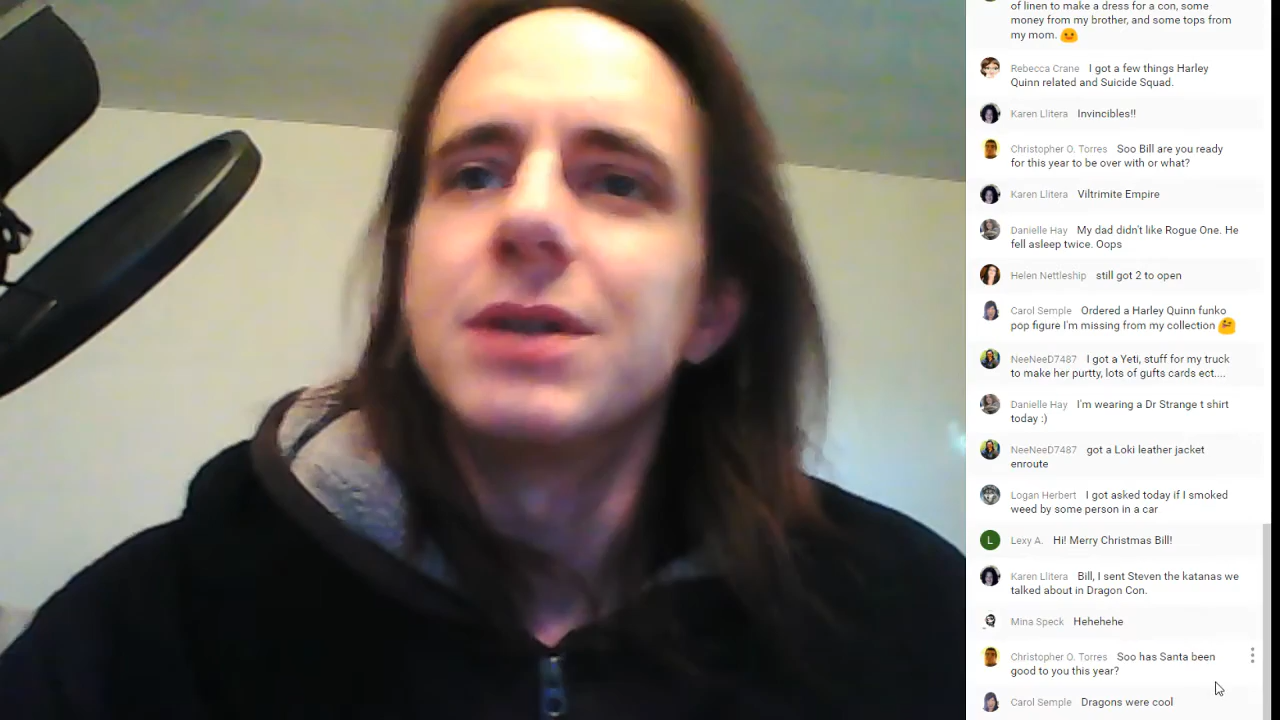 of linen to make a dress for a con, some
money from my brother, and some tops from
my mom.
Rebecca Crane I got a few things Harley
Quinn related and Suicide Squad.
Karen Llitera Invincibles!!
Christopher O. Torres Soo Bill are you ready
for this year to be over with or what?
Karen Llitera Viltrimite Empire
Danielle Hay My dad didn't like Rogue One. He
fell asleep twice. Oops
Helen Nettleship still got 2 to open
Carol Semple Ordered a Harley Quinn funko
pop figure I'm missing from my collection
NeeNeeD7487 I got a Yeti, stuff for my truck
to make her purtty, lots of gufts cards ect....
Danielle Hay I'm wearing a Dr Strange t shirt
today :)
NeeNeeD7487 got a Loki leather jacket
enroute
Logan Herbert I got asked today if I smoked
weed by some person in a car
L Lexy A. Hi! Merry Christmas Bill!
Karen Llitera Bill, I sent Steven the katanas we
talked about in Dragon Con.
Mina Speck Hehehehe
Christopher O. Torres Soo has Santa been
good to you this year?
Carol Semple Dragons were cool